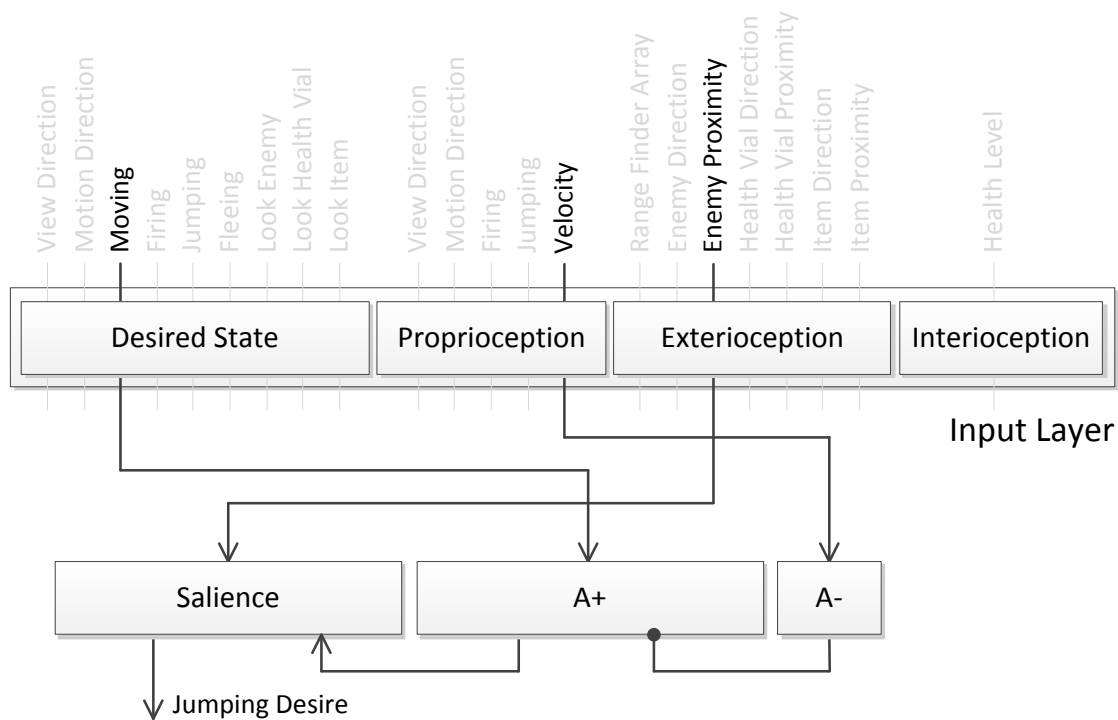 View Direction
Motion Direction
Moving
Firing
Jumping
Fleeing
Look Enemy
Look Health Vial
Look Item
View Direction
Motion Direction
Firing
Jumping
Velocity
Range Finder Array
Enemy Direction
Enemy Proximity
Health Vial Direction
Health Vial Proximity
Item Direction
Item Proximity
Health Level
Desired State
Proprioception
Exterioception
Interioception
Input Layer
Salience
A+
A-
Jumping Desire